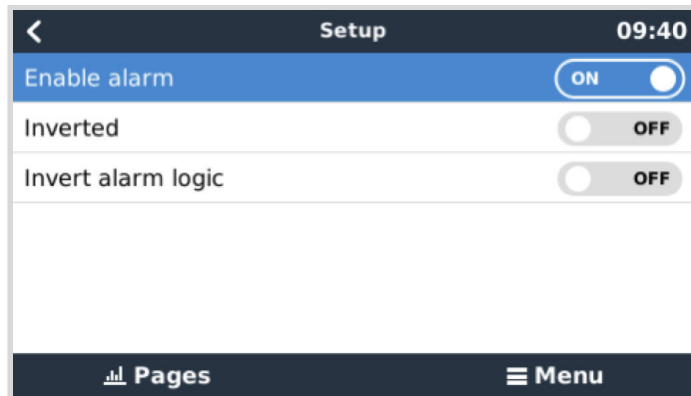 Setup 09:40
Enable alarm ON
Inverted OFF
Invert alarm logic OFF
Pages Menu